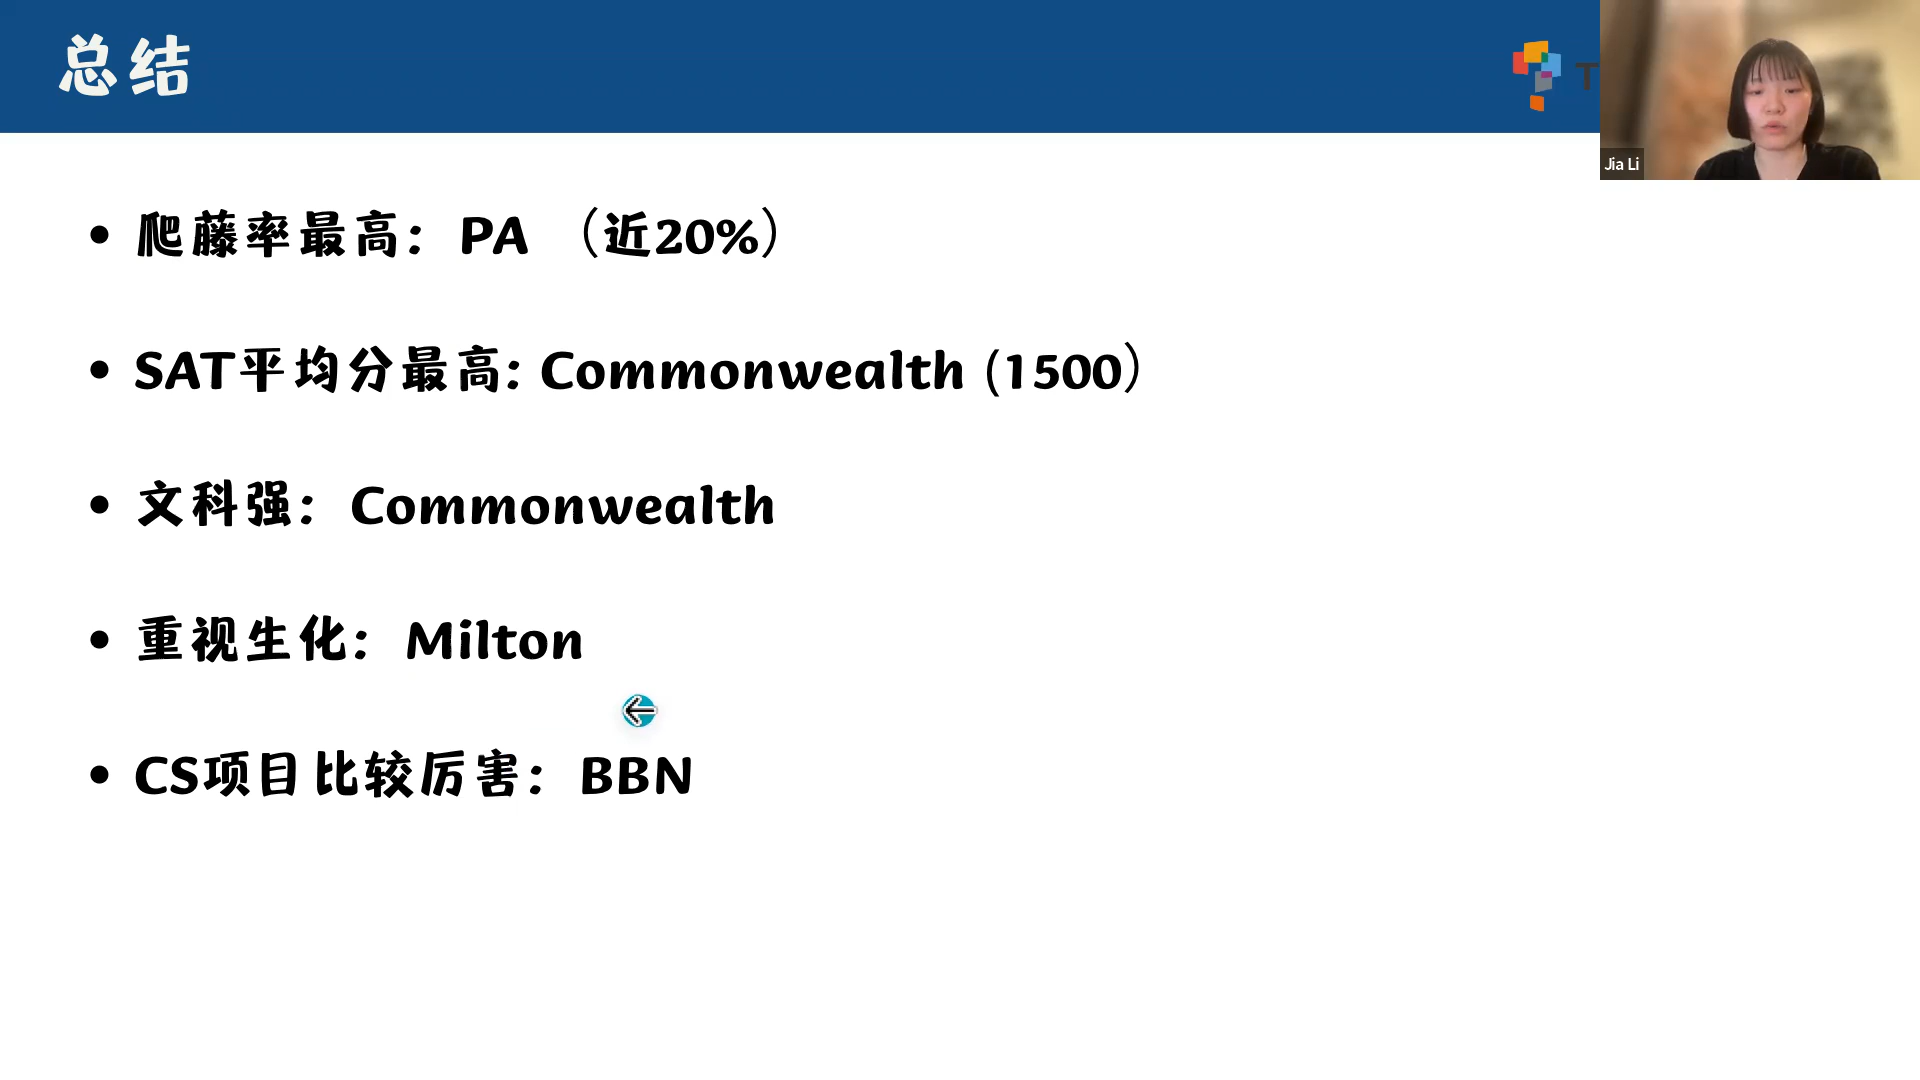 总结
T
Jia Li
• 爬藤率最高：PA （近20%）
• SAT平均分最高: Commonwealth (1500）
• 文科强：Commonwealth
• 重视生化：Milton
• CS项目比较厉害：BBN